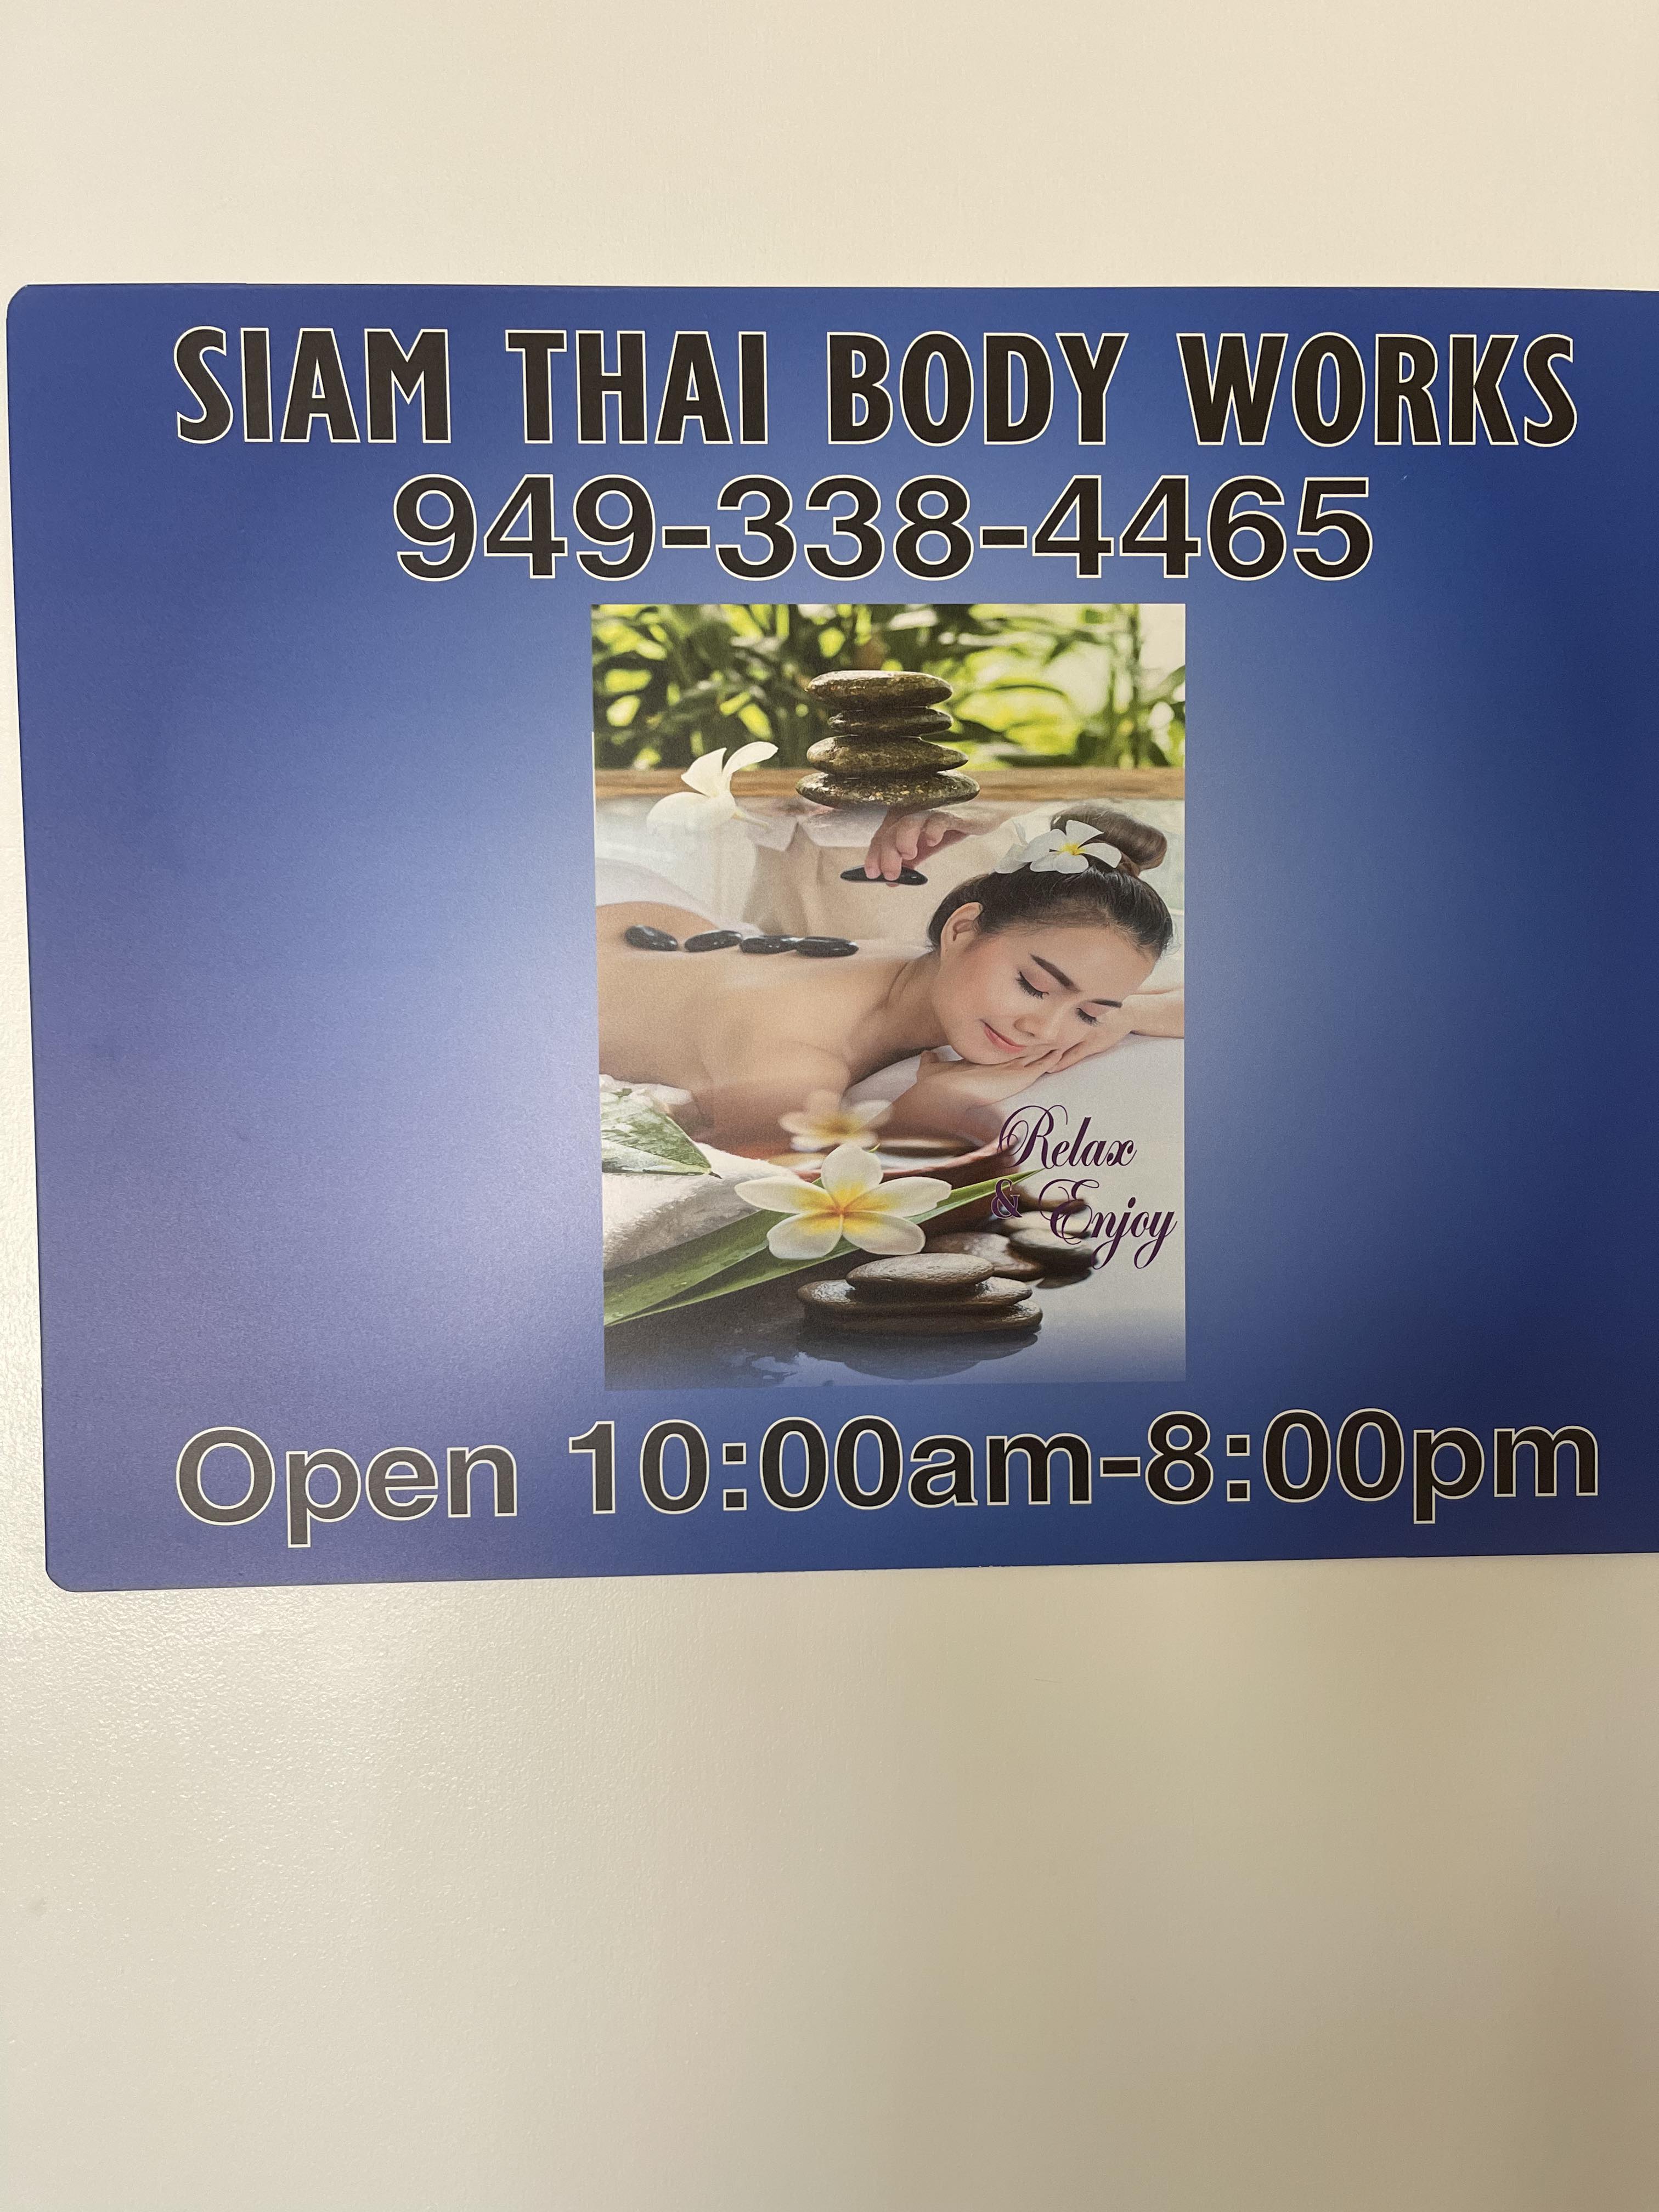 SIAM THAI BODY WORKS
949-338-4465
Relax
& Enjoy
Open 10:00am-8:00pm